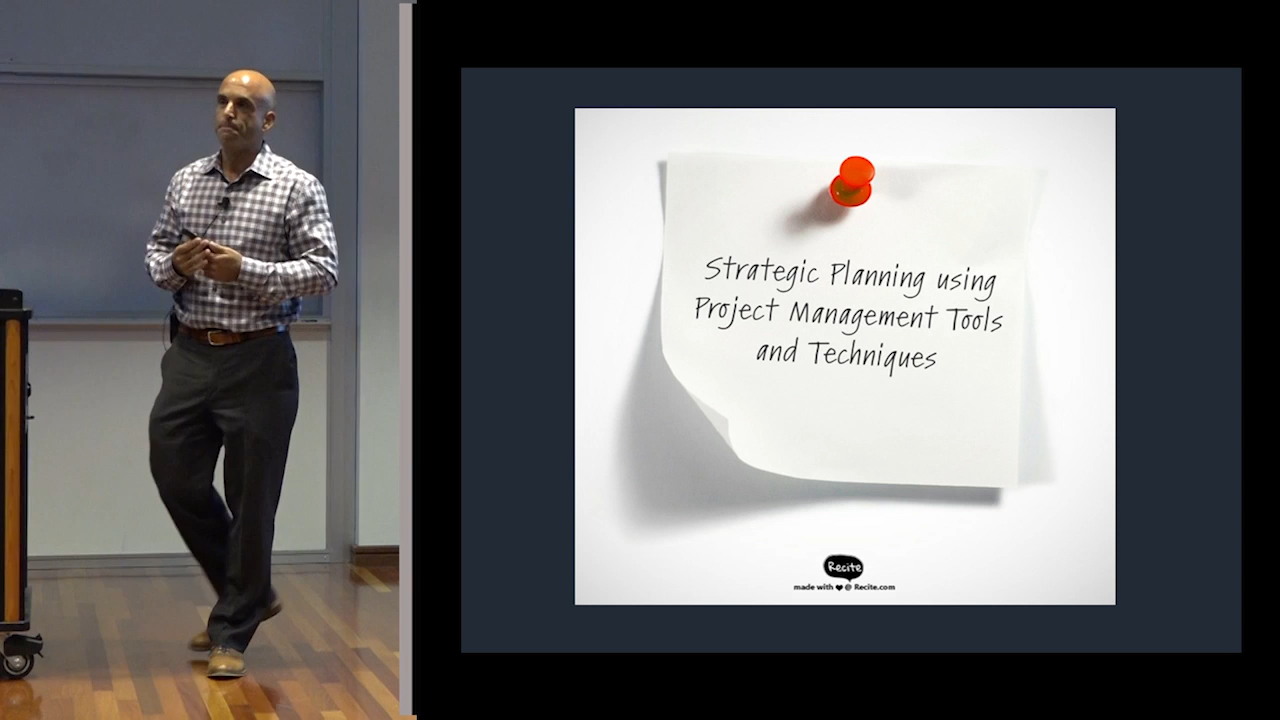 Strategic Planning using
Project Management Tools
and Techniques
Recite
made with ❤ @ Recite.com